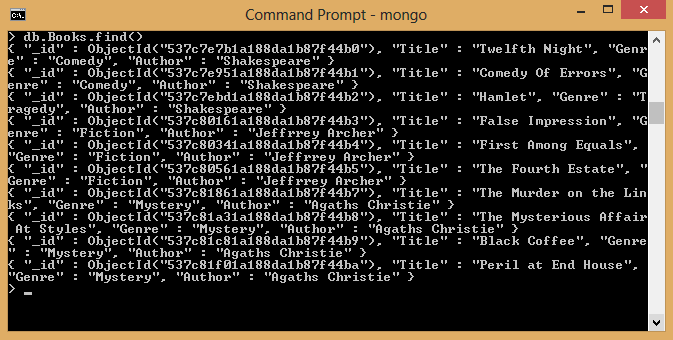 Command Prompt - mongo
> db.Books.find()
{ "_id" : ObjectId("537c7e7b1a188da1b87f44b0"), "Title" : "Twelfth Night", "Genr
e" : "Comedy", "Author" : "Shakespeare" }
{ "_id" : ObjectId("537c7e951a188da1b87f44b1"), "Title" : "Comedy Of Errors", "G
enre" : "Comedy", "Author" : "Shakespeare" }
{ "_id" : ObjectId("537c7ebd1a188da1b87f44b2"), "Title" : "Hamlet", "Genre" : "T
ragedy", "Author" : "Shakespeare" }
{ "_id" : ObjectId("537c80161a188da1b87f44b3"), "Title" : "False Impression", "G
enre" : "Fiction", "Author" : "Jeffrrey Archer" }
{ "_id" : ObjectId("537c80341a188da1b87f44b4"), "Title" : "First Among Equals",
"Genre" : "Fiction", "Author" : "Jeffrrey Archer" }
{ "_id" : ObjectId("537c80561a188da1b87f44b5"), "Title" : "The Fourth Estate", "
Genre" : "Fiction", "Author" : "Jeffrrey Archer" }
{ "_id" : ObjectId("537c81861a188da1b87f44b7"), "Title" : "The Murder on the Lin
ks", "Genre" : "Mystery", "Author" : "Agaths Christie" }
{ "_id" : ObjectId("537c81a31a188da1b87f44b8"), "Title" : "The Mysterious Affair
 At Styles", "Genre" : "Mystery", "Author" : "Agaths Christie" }
{ "_id" : ObjectId("537c81c81a188da1b87f44b9"), "Title" : "Black Coffee", "Genre
" : "Mystery", "Author" : "Agaths Christie" }
{ "_id" : ObjectId("537c81f01a188da1b87f44ba"), "Title" : "Peril at End House",
"Genre" : "Mystery", "Author" : "Agaths Christie" }
> _